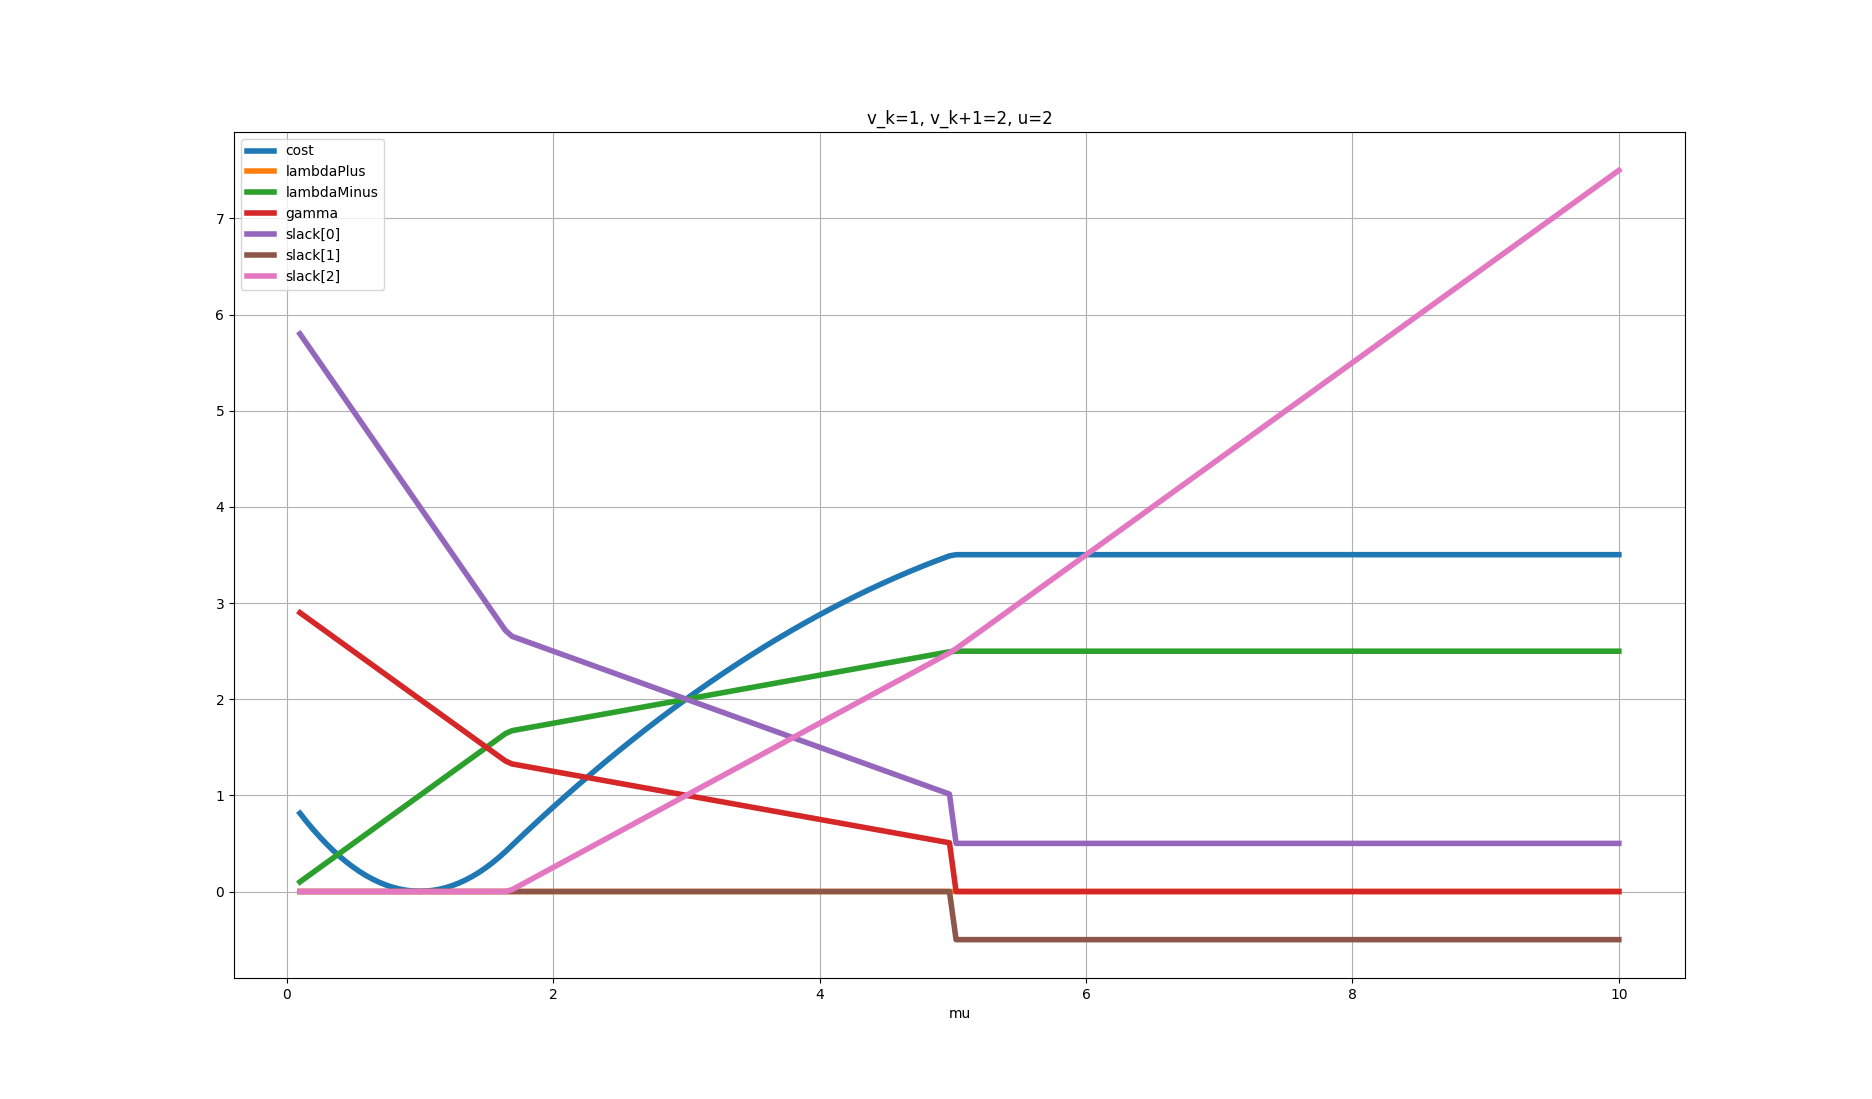 v_k=1, v_k+1=2, u=2
cost
lambdaPlus
lambdaMinus
gamma
slack[0]
slack[1]
slack[2]
7
6
5
4
3
2
1
0
0 2 4 6 8 10
mu